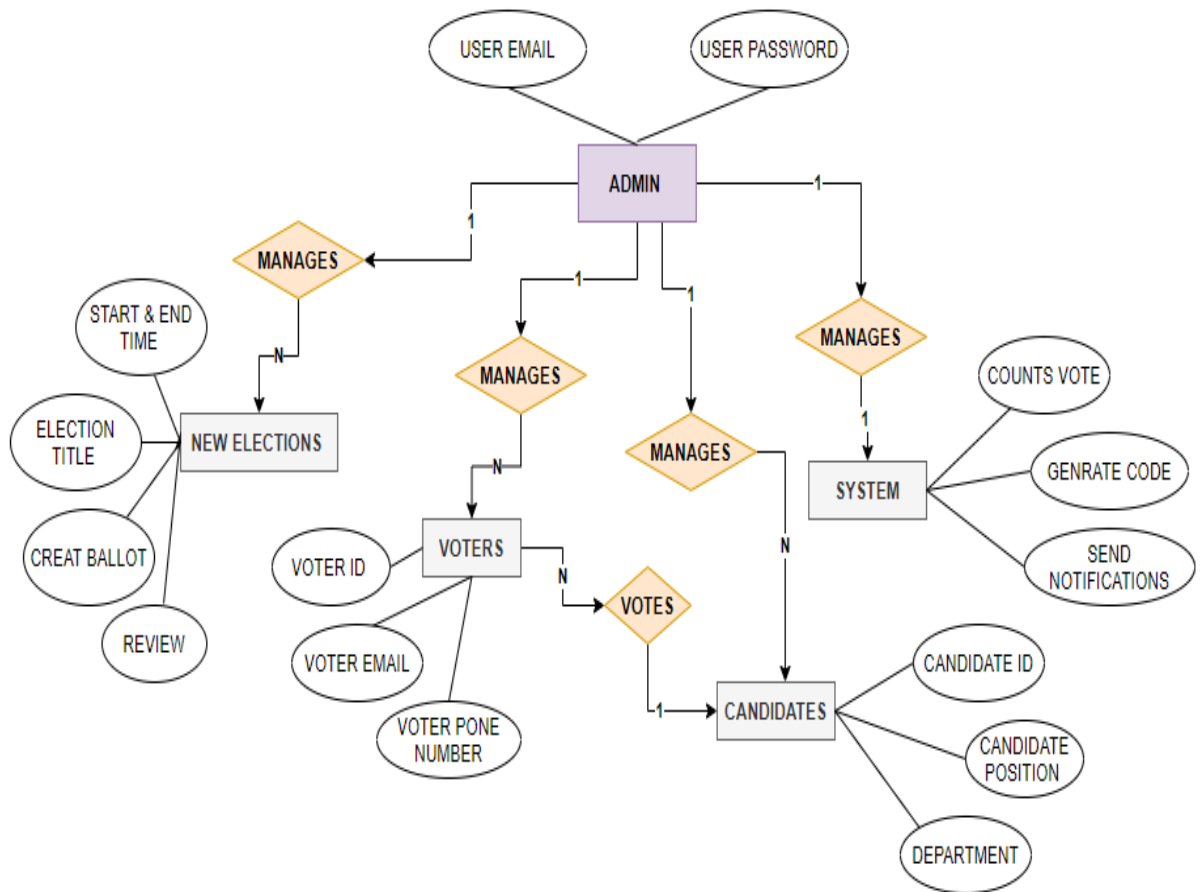 USER EMAIL
USER PASSWORD
ADMIN
1
1
1
1
MANAGES
START & END
TIME
N
MANAGES
MANAGES
COUNTS VOTE
ELECTION
TITLE
NEW ELECTIONS
1
MANAGES
N
SYSTEM
GENRATE CODE
CREAT BALLOT
VOTERS
N
SEND
NOTIFICATIONS
VOTER ID
N
VOTES
REVIEW
VOTER EMAIL
CANDIDATE ID
1
CANDIDATES
VOTER PONE
NUMBER
CANDIDATE
POSITION
DEPARTMENT